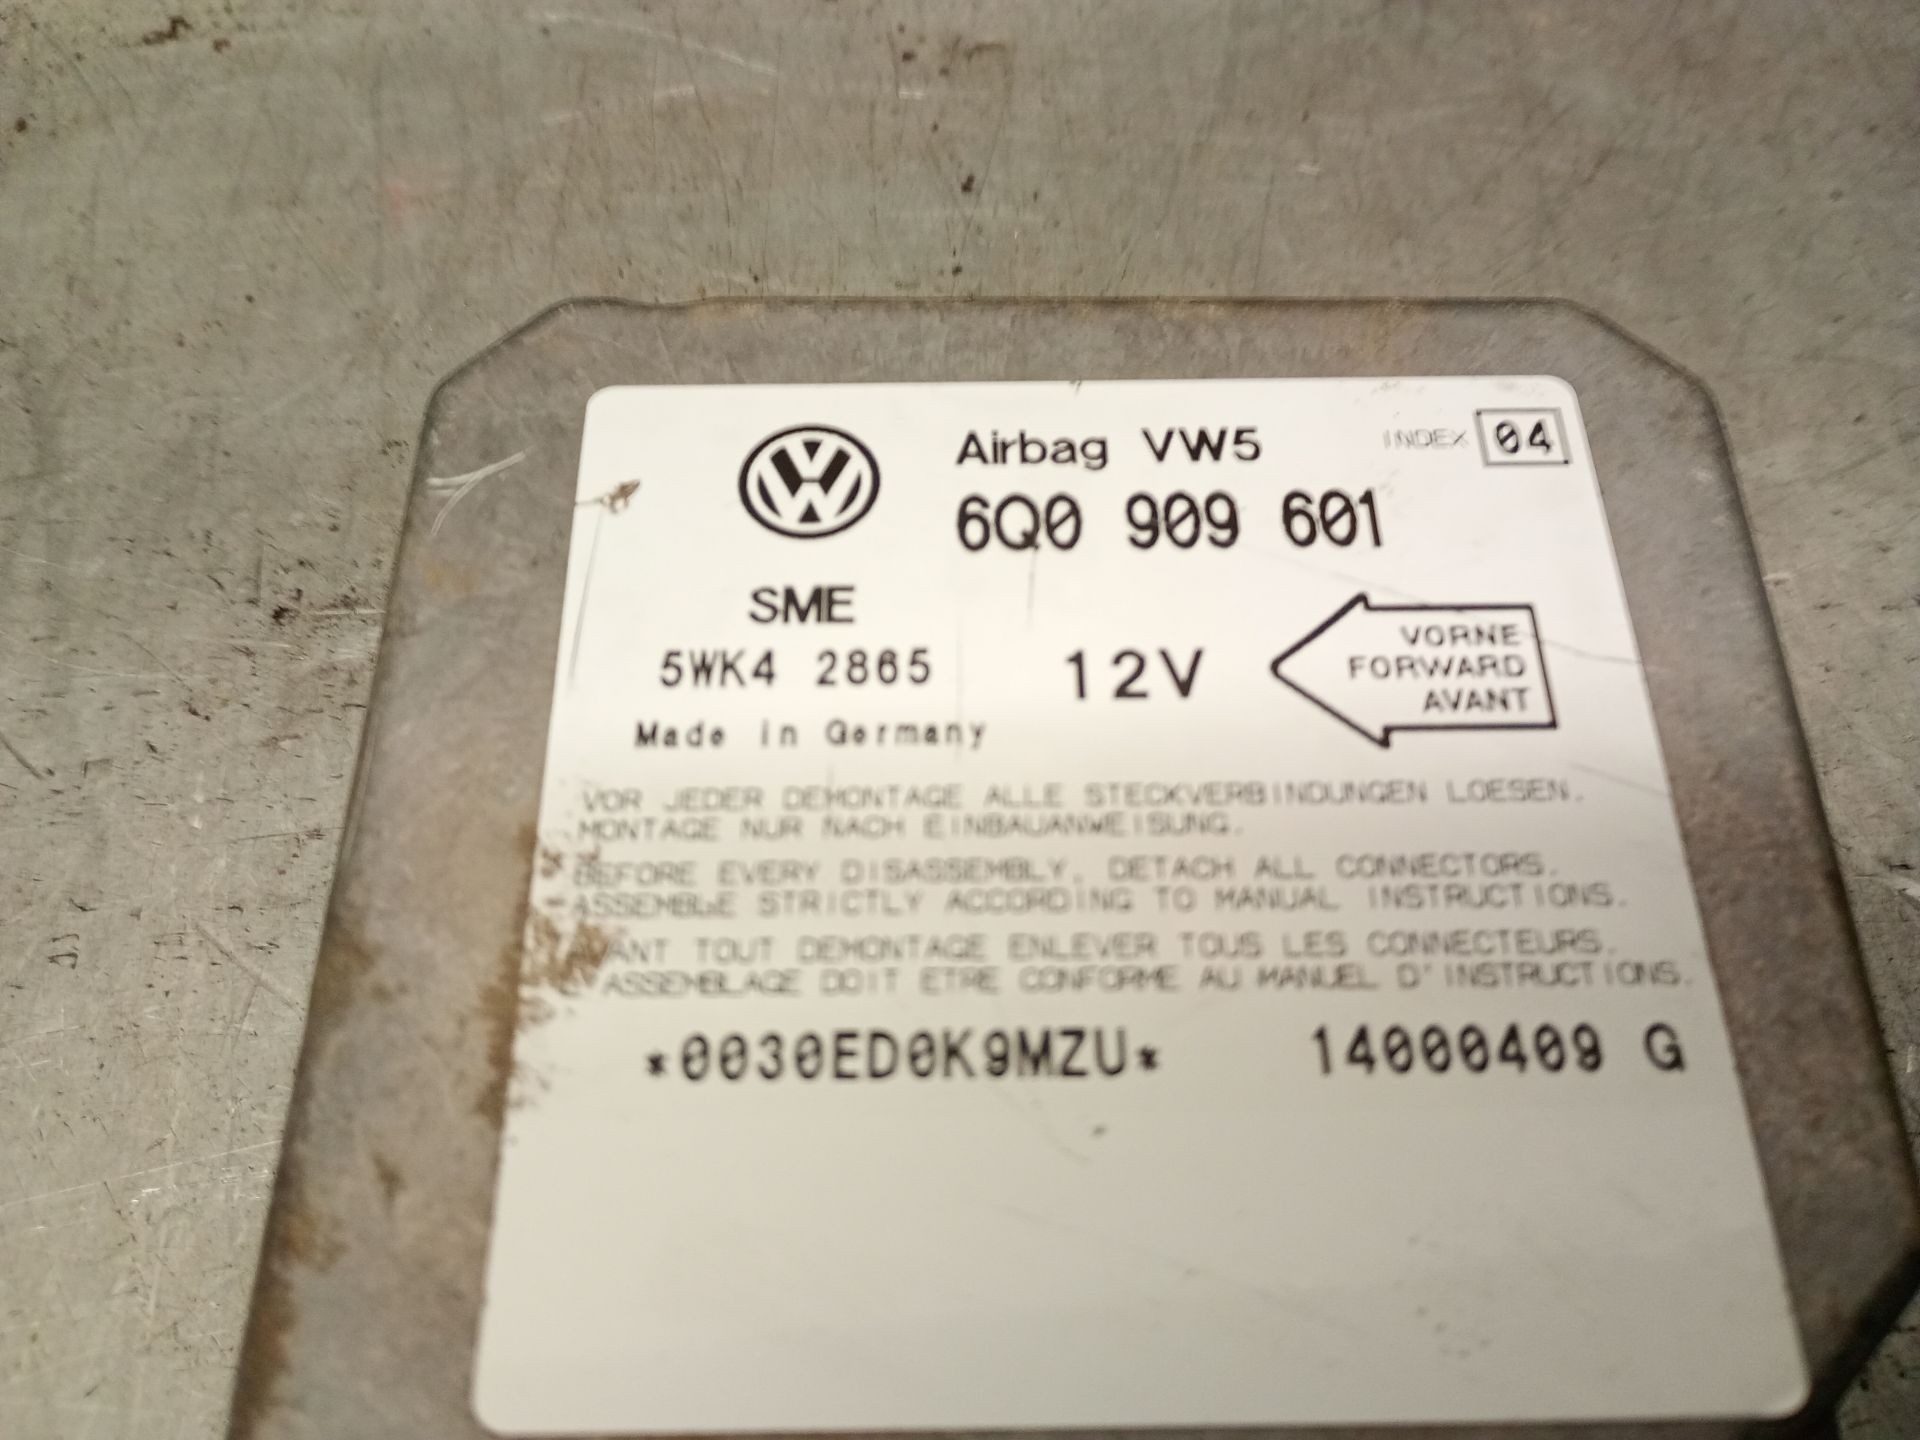 Airbag VW5
INDEX 04
6Q0 909 601
SME
5WK4 2865
Made in Germany
12V
VORNE
FORWARD
AVANT
VOR JEDER DEMONTAGE ALLE STECKVERBINDUNGEN LOESEN.
MONTAGE NUR NACH EINBAUANWEISUNG.
BEFORE EVERY DISASSEMBLY, DETACH ALL CONNECTORS.
ASSEMBLE STRICTLY ACCORDING TO MANUAL INSTRUCTIONS.
AVANT TOUT DEMONTAGE ENLEVER TOUS LES CONNECTEURS.
L'ASSEMBLAGE DOIT ETRE CONFORME AU MANUEL D'INSTRUCTIONS.
*0030ED0K9MZU* 14000409 G